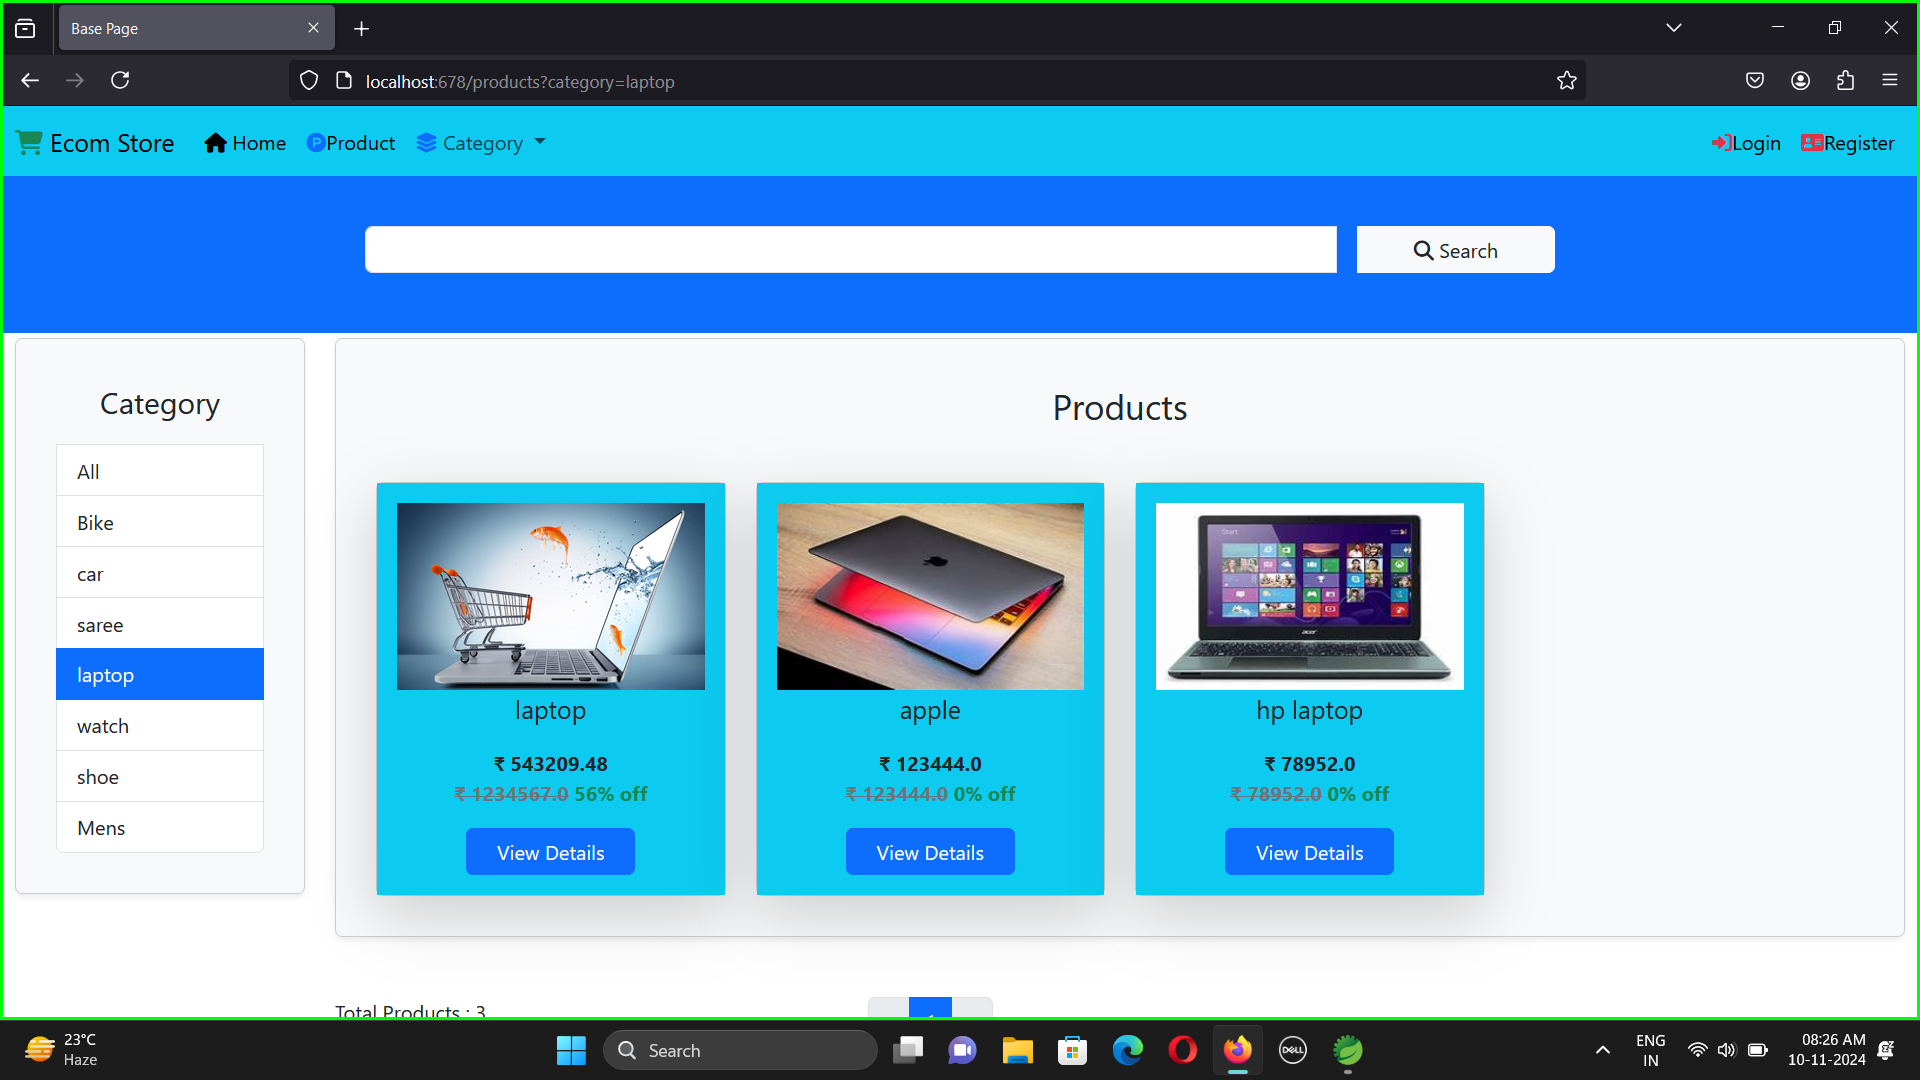 Base Page
localhost:678/products?category=laptop
Ecom Store Home Product Category Login Register
Search
Category
All
Bike
car
saree
laptop
watch
shoe
Mens
Products
laptop
₹ 543209.48
₹ 1234567.0 56% off
View Details
apple
₹ 123444.0
₹ 123444.0 0% off
View Details
Start
acer
hp laptop
₹ 78952.0
₹ 78952.0 0% off
View Details
Total Products : 3
23°C
Haze
Search
DELL
ENG
IN
08:26 AM
10-11-2024